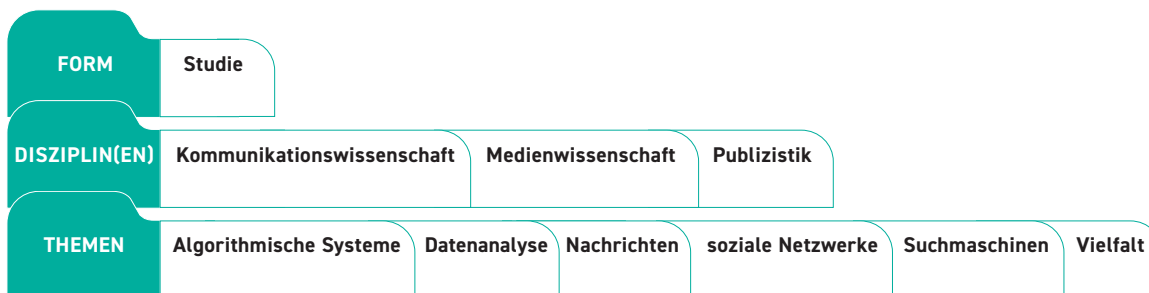 FORM Studie
DISZIPLIN(EN) Kommunikationswissenschaft Medienwissenschaft Publizistik
THEMEN Algorithmische Systeme Datenanalyse Nachrichten soziale Netzwerke Suchmaschinen Vielfalt